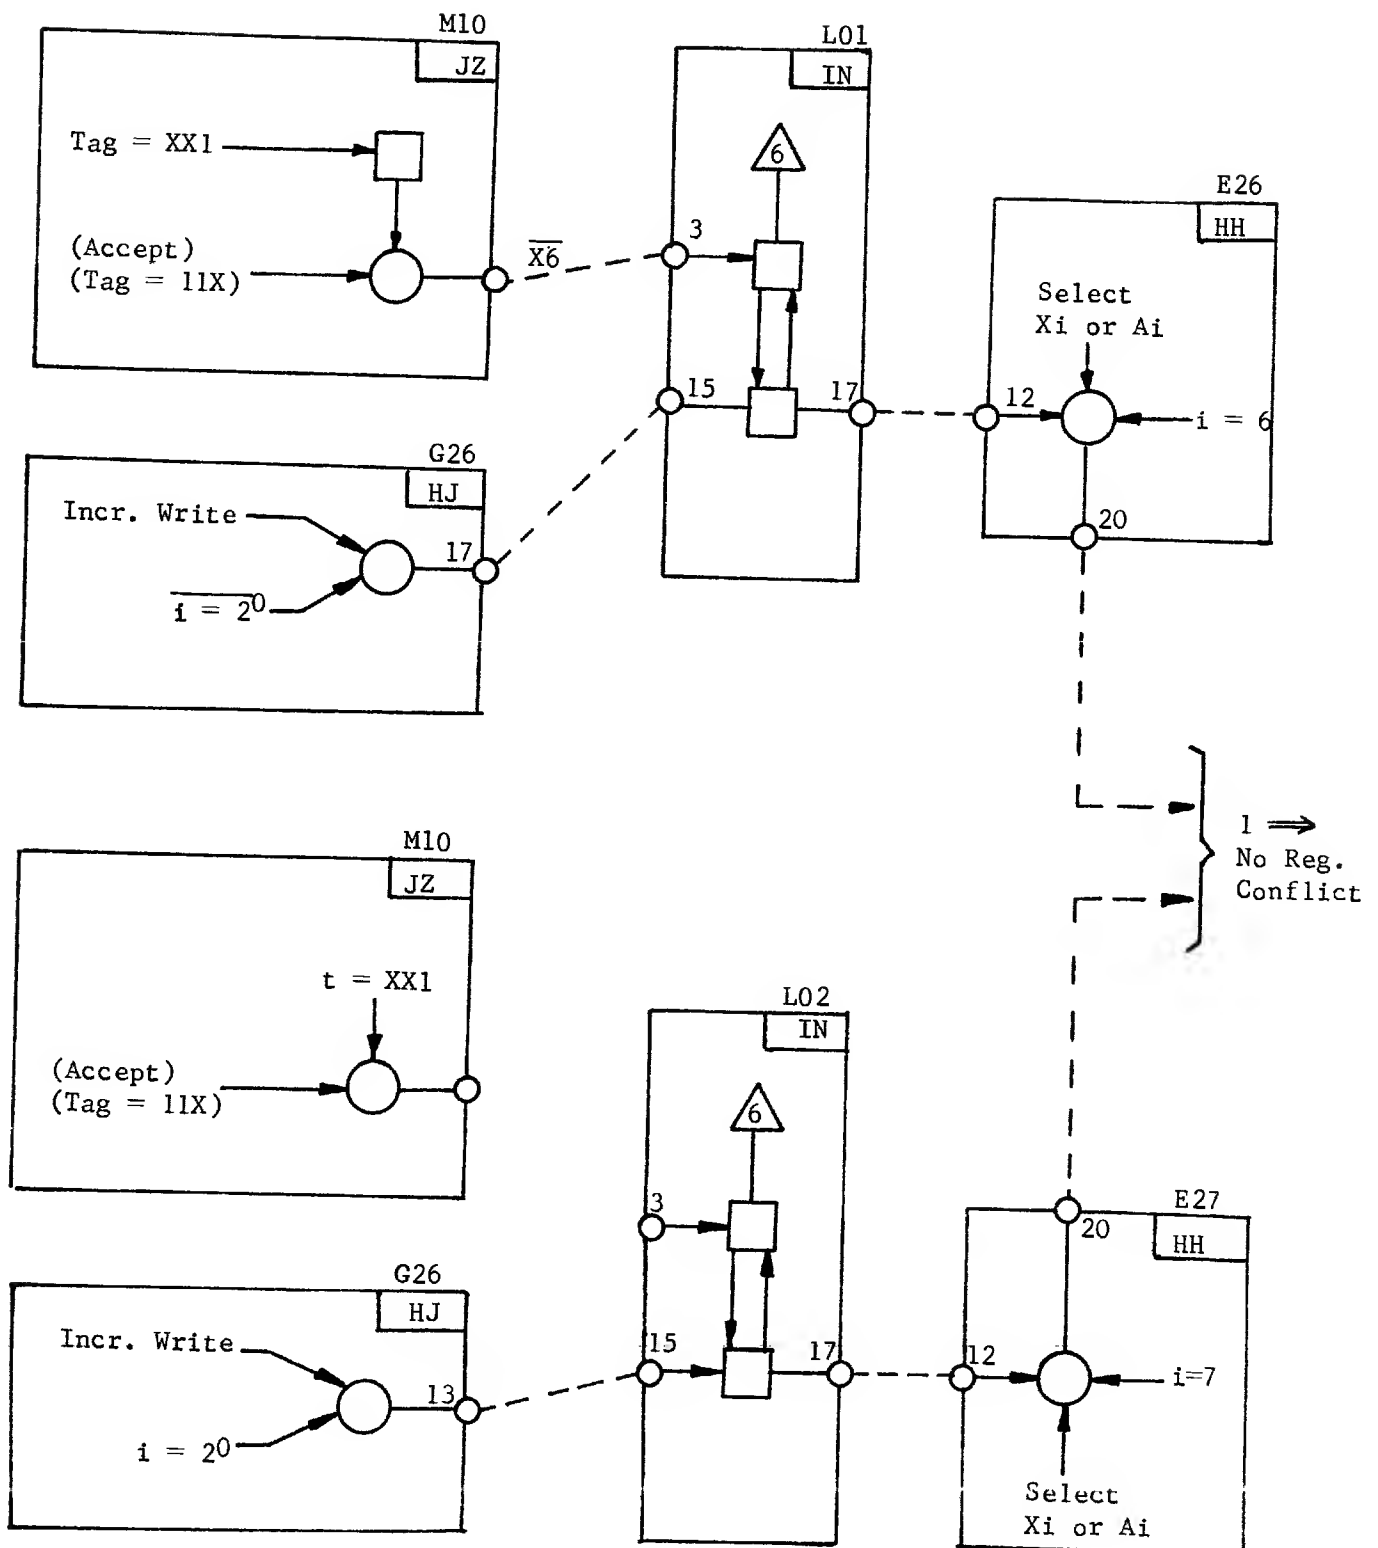 M10
JZ
Tag = XX1
(Accept)
(Tag = 11X)
X6
L01
IN
6
3
15
17
E26
HH
Select
Xi or Ai
12
i = 6
20
G26
HJ
Incr. Write
17
i = 2⁰
1 ⇒
No Reg.
Conflict
M10
JZ
t = XX1
(Accept)
(Tag = 11X)
L02
IN
6
3
15
17
G26
HJ
Incr. Write
13
i = 2⁰
E27
HH
20
12
i=7
Select
Xi or Ai